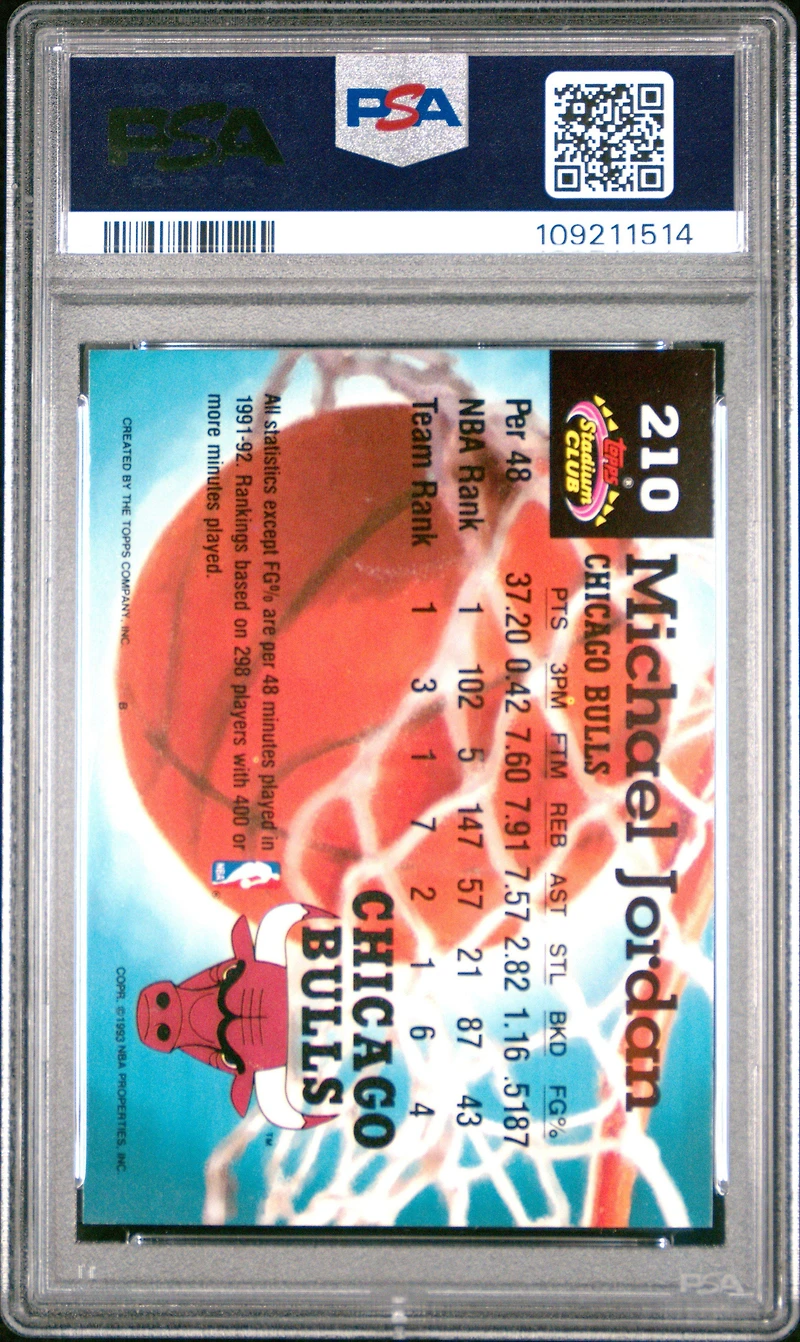 PSA
PSA
109211514
210
Topps
Stadium
CLUB
®
Michael Jordan
CHICAGO BULLS
PTS 3PM FTM REB AST STL BKD FG%
Per 48 37.20 0.42 7.60 7.91 7.57 2.82 1.16 .5187
NBA Rank 1 102 5 147 57 21 87 43
Team Rank 1 3 1 7 2 1 6 4
All statistics except FG% are per 48 minutes played in
1991-92. Rankings based on 298 players with 400 or
more minutes played.
NBA
®
CHICAGO
BULLS
TM
CREATED BY THE TOPPS COMPANY, INC. B COPR. ©1993 NBA PROPERTIES, INC.
PSA